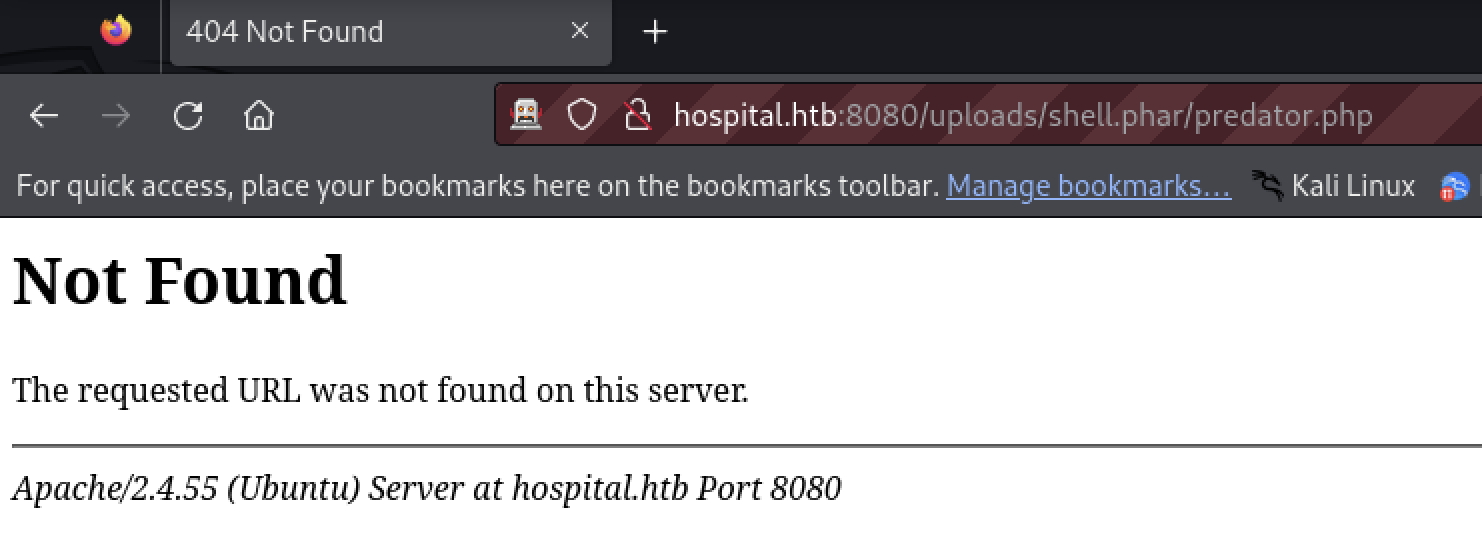 404 Not Found
hospital.htb:8080/uploads/shell.phar/predator.php
For quick access, place your bookmarks here on the bookmarks toolbar. Manage bookmarks... Kali Linux
Not Found
The requested URL was not found on this server.
Apache/2.4.55 (Ubuntu) Server at hospital.htb Port 8080